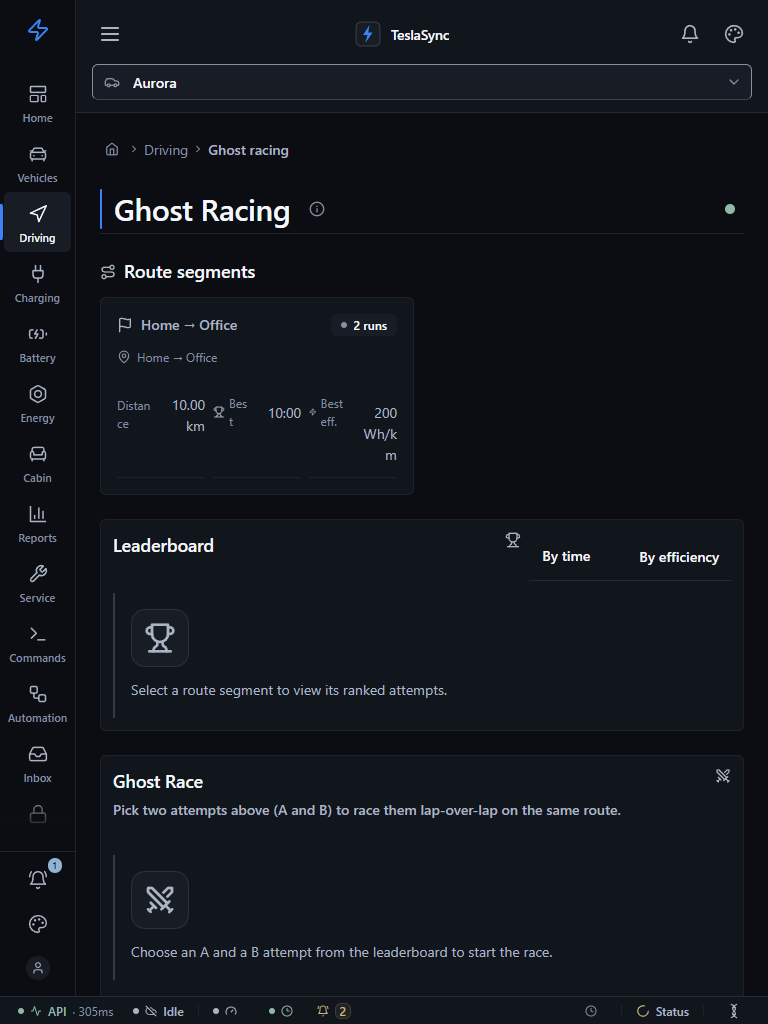 TeslaSync
Aurora
Home
Vehicles
Driving
Charging
Battery
Energy
Cabin
Reports
Service
Commands
Automation
Inbox
1
Driving
Ghost racing
Ghost Racing
Route segments
Home → Office
2 runs
Home → Office
Distan
ce
10.00
km
Bes
t
10:00
Best
eff.
200
Wh/k
m
Leaderboard
By time
By efficiency
Select a route segment to view its ranked attempts.
Ghost Race
Pick two attempts above (A and B) to race them lap-over-lap on the same route.
Choose an A and a B attempt from the leaderboard to start the race.
API · 305ms
Idle
2
Status